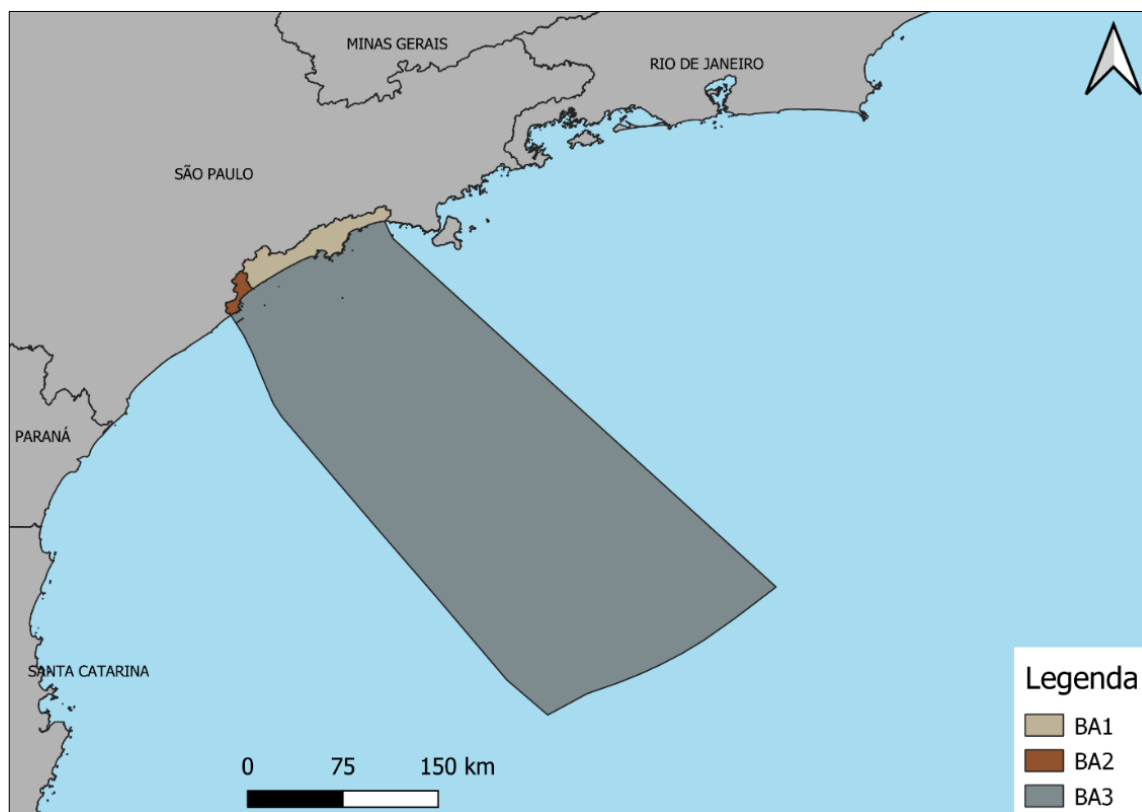 MINAS GERAIS
RIO DE JANEIRO
SÃO PAULO
PARANÁ
SANTA CATARINA
0 75 150 km
Legenda
BA1
BA2
BA3